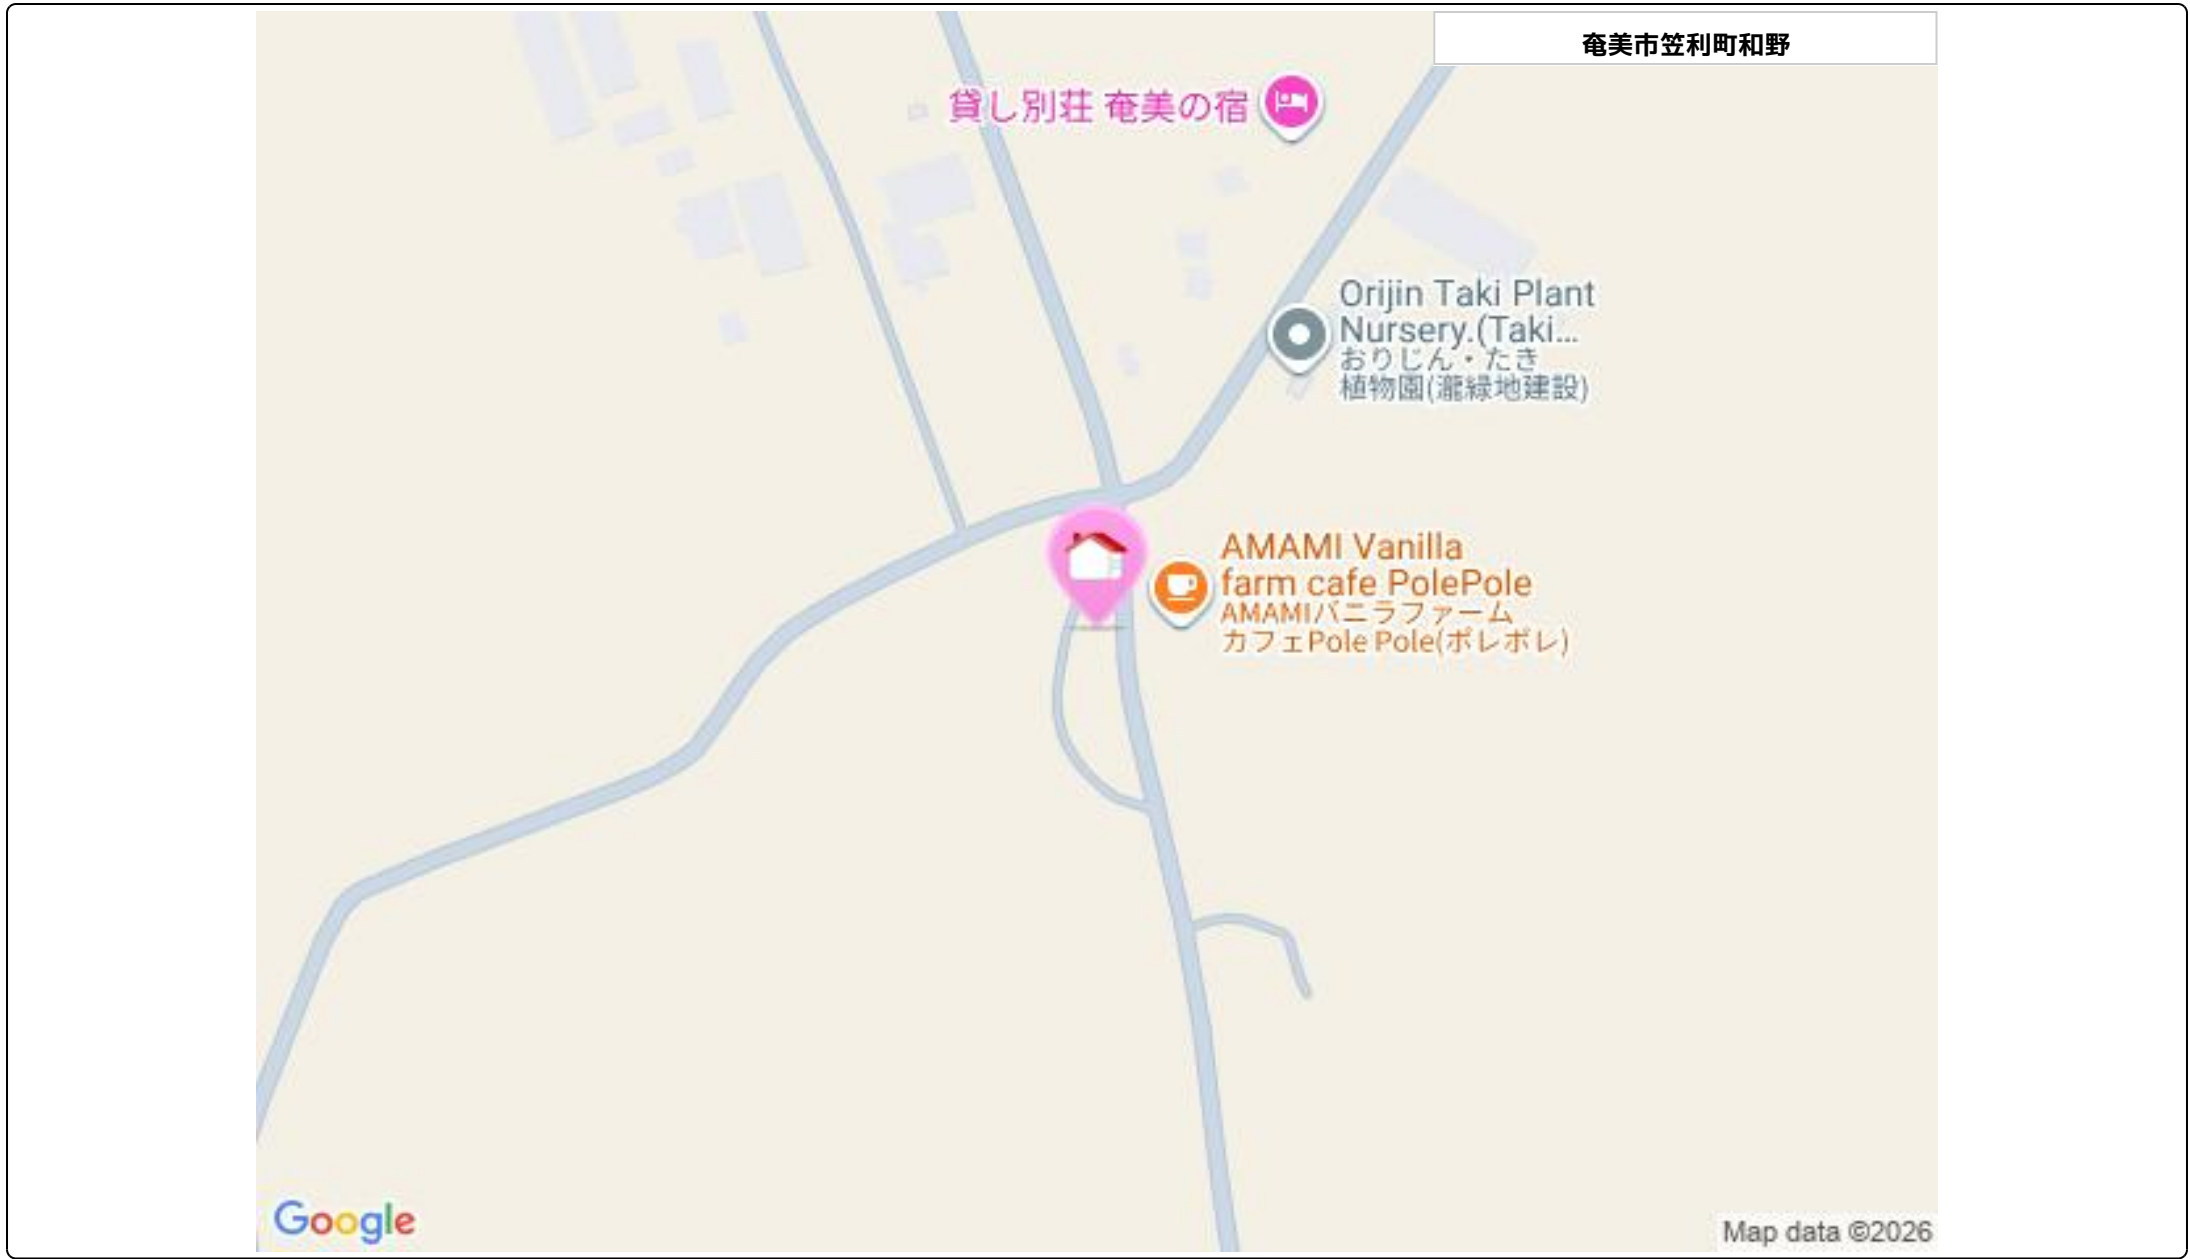 奄美市笠利町和野
貸し別荘 奄美の宿
Orijin Taki Plant
Nursery.(Taki...
おりじん・たき
植物園(瀧緑地建設)
AMAMI Vanilla
farm cafe PolePole
AMAMIバニラファーム
カフェPole Pole(ポレポレ)
Google
Map data ©2026